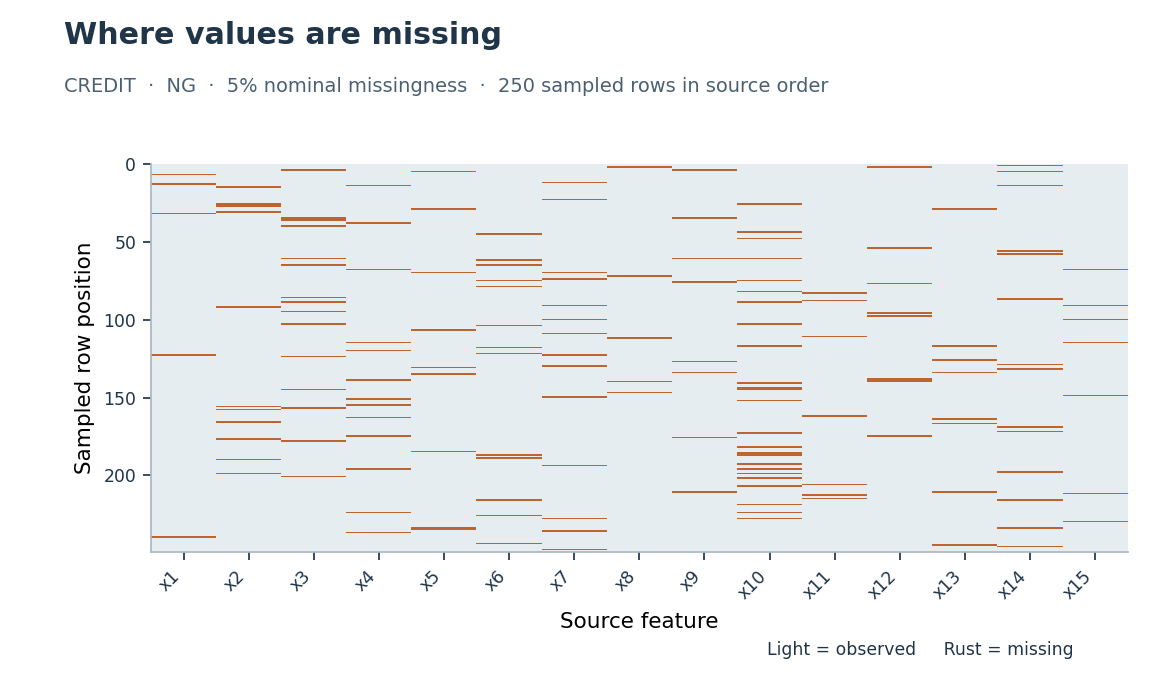 Where values are missing
CREDIT · NG · 5% nominal missingness · 250 sampled rows in source order
0
50
100
150
200
Sampled row position
x1 x2 x3 x4 x5 x6 x7 x8 x9 x10 x11 x12 x13 x14 x15
Source feature
Light = observed Rust = missing